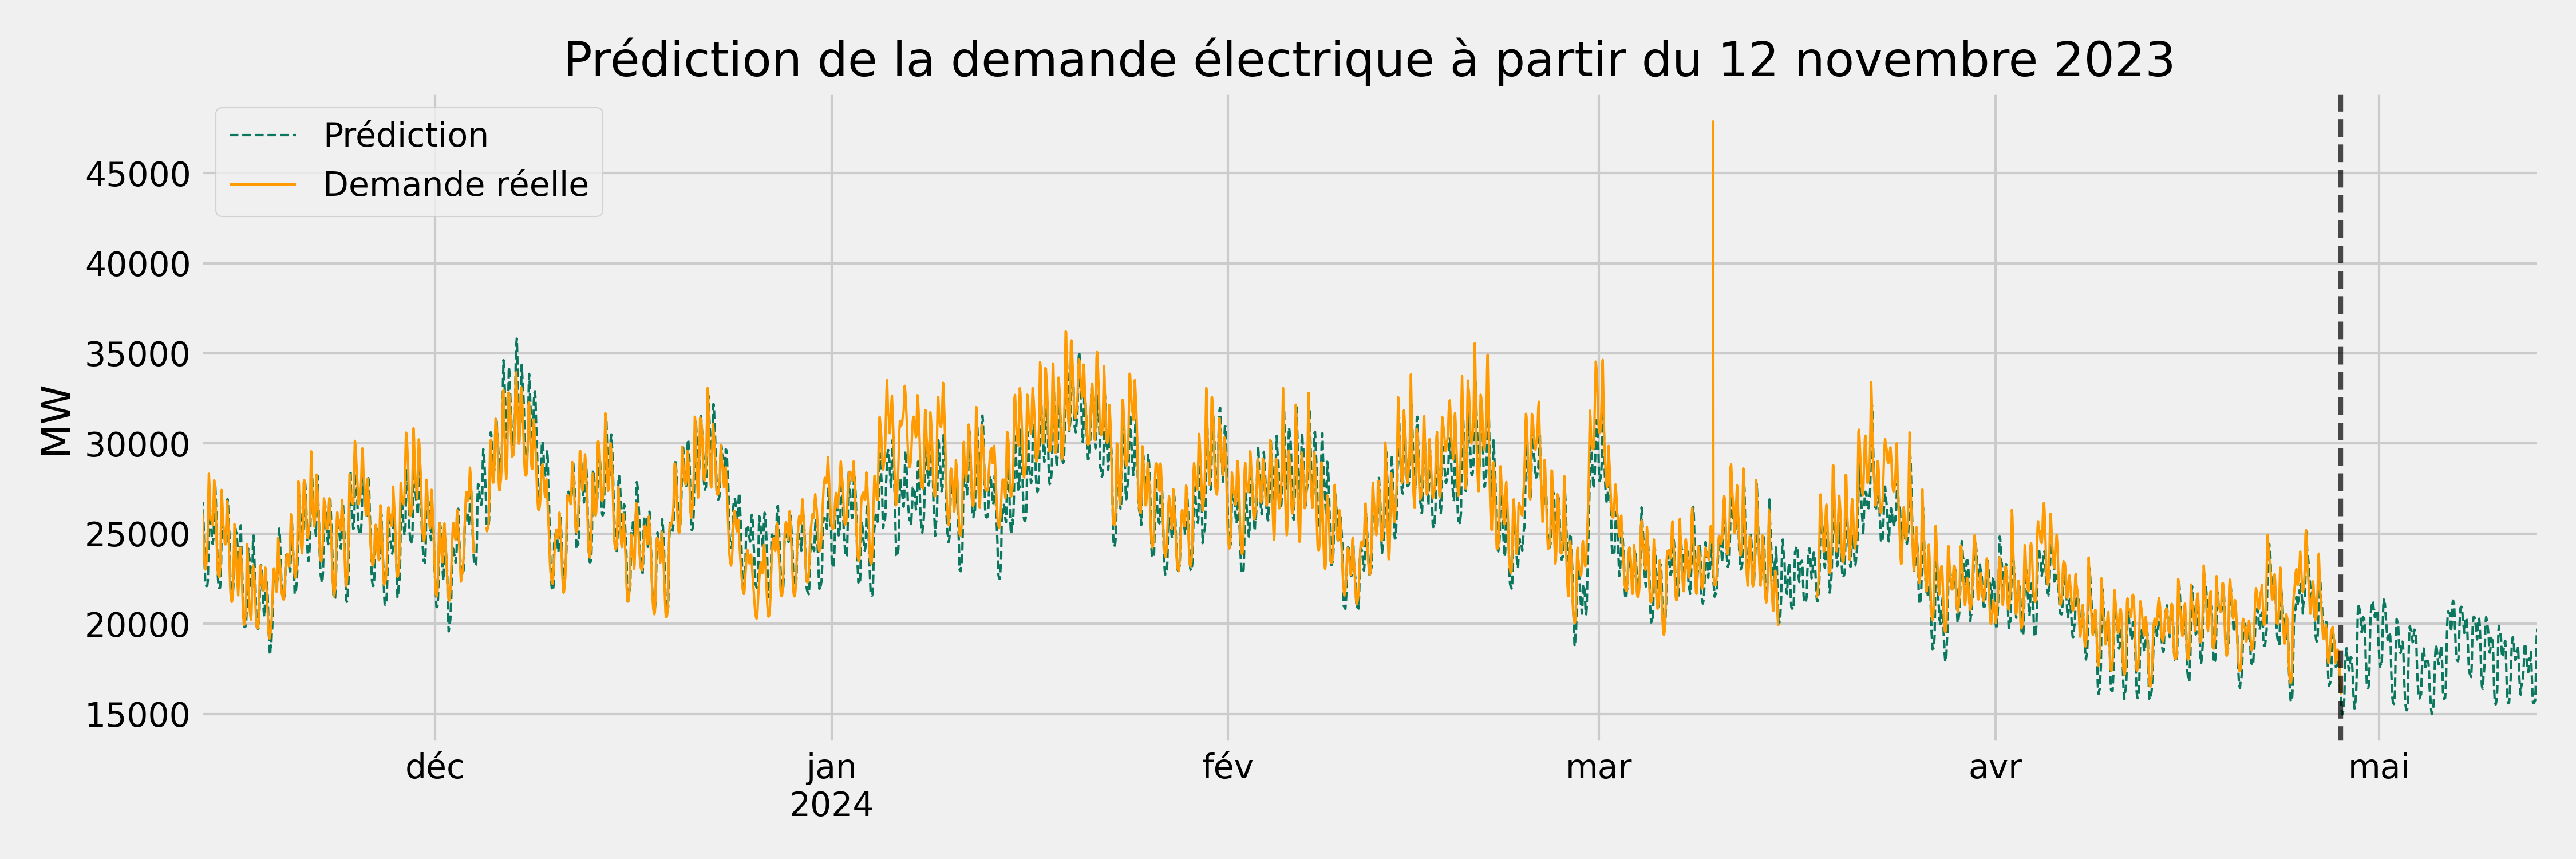 Prédiction de la demande électrique à partir du 12 novembre 2023
Prédiction
Demande réelle
MW
45000
40000
35000
30000
25000
20000
15000
déc
jan
2024
fév
mar
avr
mai